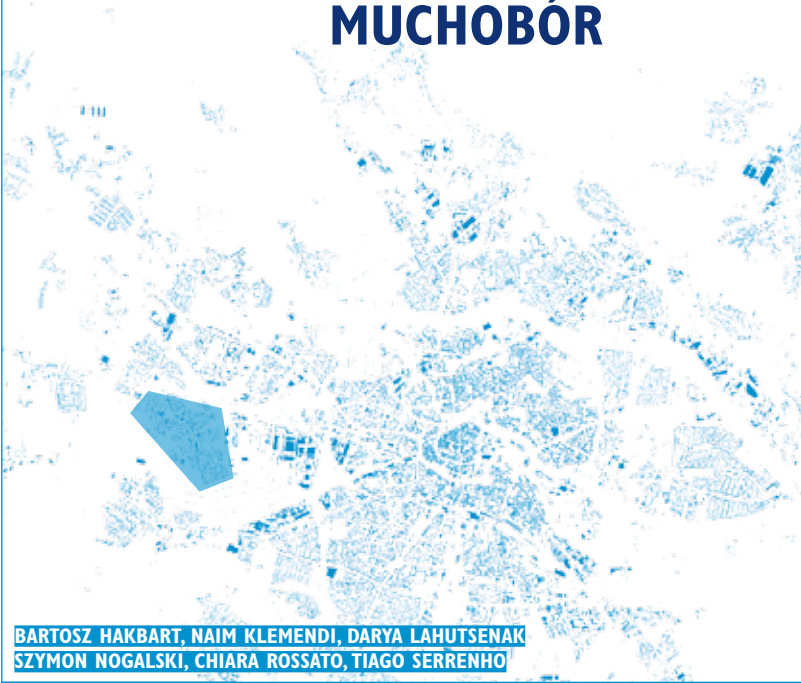 MUCHOBÓR
BARTOSZ HAKBART, NAIM KLEMENDI, DARYA LAHUTSENAK
SZYMON NOGALSKI, CHIARA ROSSATO, TIAGO SERRENHO